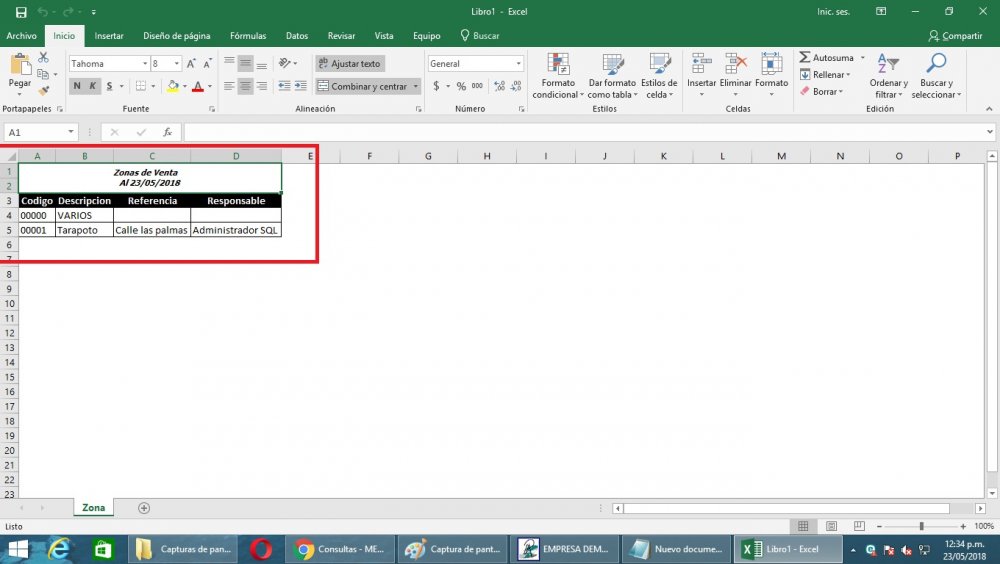 Libro1 - Excel
Inic. ses.
Archivo Inicio Insertar Diseño de página Fórmulas Datos Revisar Vista Equipo Buscar Compartir
Pegar
Portapapeles
Tahoma 8
N K S
Fuente
Ajustar texto
Combinar y centrar
Alineación
General
$ % 000
Número
Formato condicional
Dar formato como tabla
Estilos de celda
Estilos
Insertar Eliminar Formato
Celdas
Autosuma
Rellenar
Borrar
Ordenar y filtrar
Buscar y seleccionar
Edición
A1 fx
A B C D E F G H I J K L M N O P
1 Zonas de Venta
2 Al 23/05/2018
3 Codigo Descripcion Referencia Responsable
4 00000 VARIOS
5 00001 Tarapoto Calle las palmas Administrador SQL
6
7
8
9
10
11
12
13
14
15
16
17
18
19
20
21
22
23
Zona
Listo 100%
Capturas de pan... Consultas - ME... Captura de pant... EMPRESA DEM... Nuevo docume... Libro1 - Excel
12:34 p.m.
23/05/2018